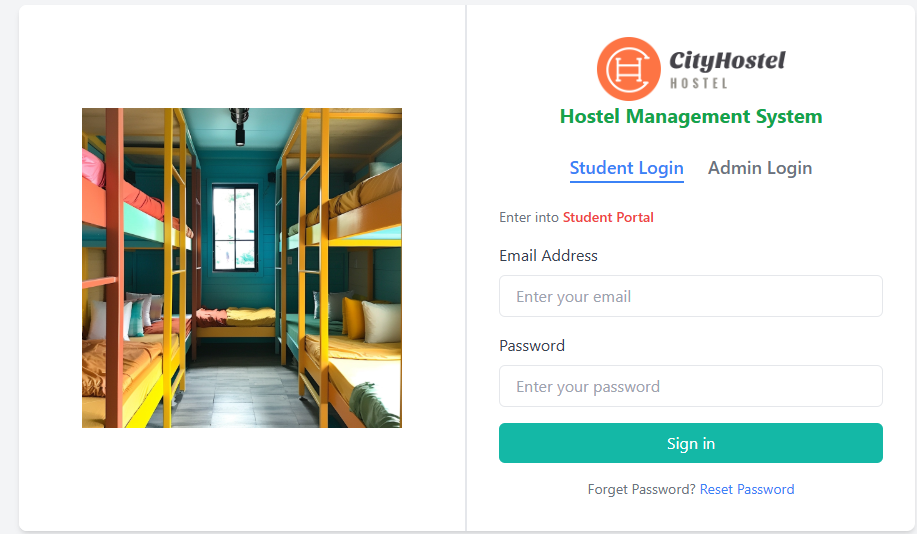 CityHostel
HOSTEL
Hostel Management System
Student Login Admin Login
Enter into Student Portal
Email Address
Enter your email
Password
Enter your password
Sign in
Forget Password? Reset Password